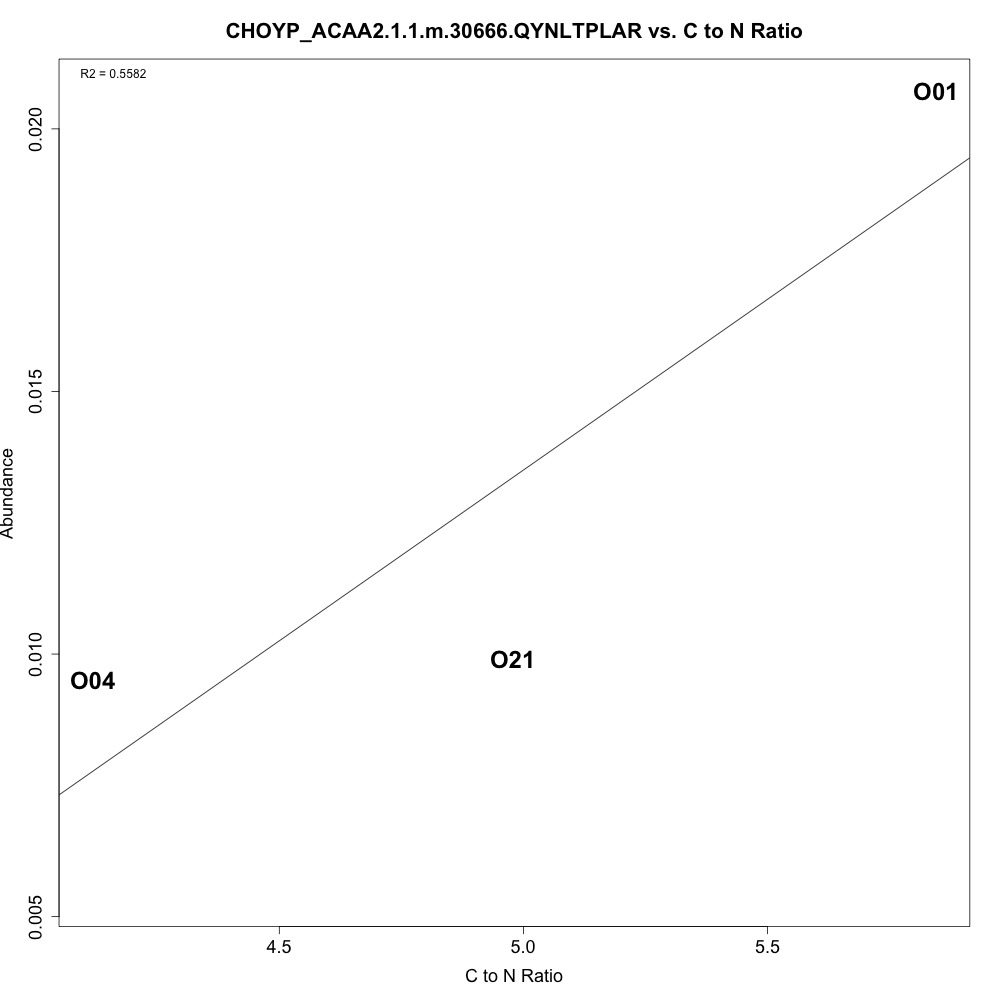 CHOYP_ACAA2.1.1.m.30666.QYNLTPLAR vs. C to N Ratio
R2 = 0.5582
O01
0.020
0.015
Abundance
0.010
O21
O04
0.005
4.5 5.0 5.5
C to N Ratio